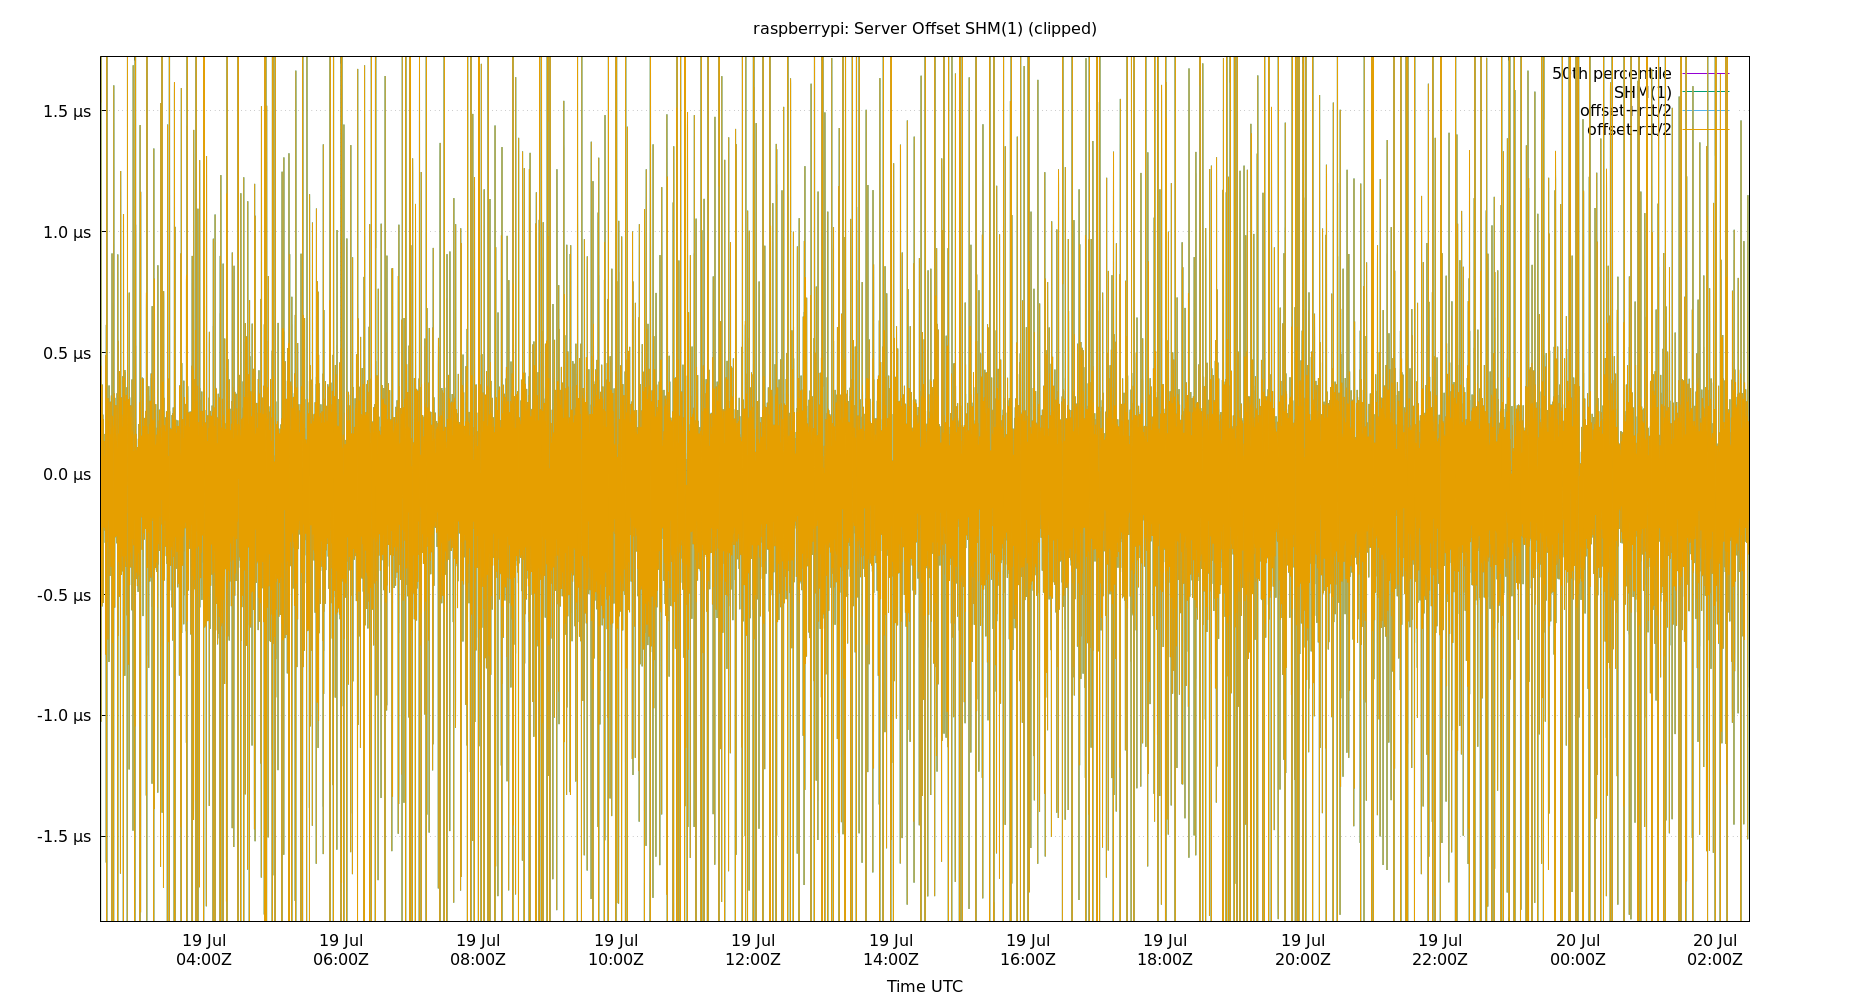 raspberrypi: Server Offset SHM(1) (clipped)
50th percentile
SHM(1)
offset+rtt/2
offset-rtt/2
1.5 µs
1.0 µs
0.5 µs
0.0 µs
-0.5 µs
-1.0 µs
-1.5 µs
19 Jul 19 Jul 19 Jul 19 Jul 19 Jul 19 Jul 19 Jul 19 Jul 19 Jul 19 Jul 20 Jul 20 Jul
04:00Z 06:00Z 08:00Z 10:00Z 12:00Z 14:00Z 16:00Z 18:00Z 20:00Z 22:00Z 00:00Z 02:00Z
Time UTC